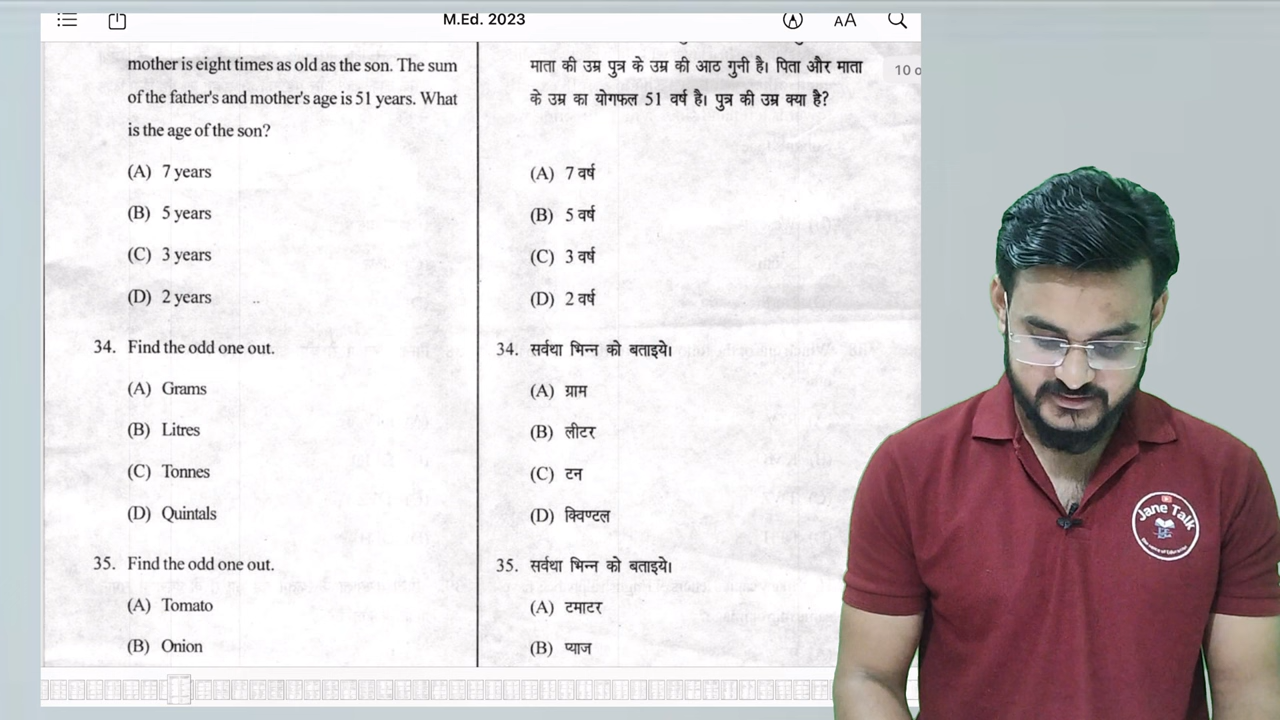 M.Ed. 2023
AA
10 o
mother is eight times as old as the son. The sum
of the father's and mother's age is 51 years. What
is the age of the son?
(A) 7 years
(B) 5 years
(C) 3 years
(D) 2 years
34. Find the odd one out.
(A) Grams
(B) Litres
(C) Tonnes
(D) Quintals
35. Find the odd one out.
(A) Tomato
(B) Onion
माता की उम्र पुत्र के उम्र की आठ गुनी है। पिता और माता
के उम्र का योगफल 51 वर्ष है। पुत्र की उम्र क्या है?
(A) 7 वर्ष
(B) 5 वर्ष
(C) 3 वर्ष
(D) 2 वर्ष
34. सर्वथा भिन्न को बताइये।
(A) ग्राम
(B) लीटर
(C) टन
(D) क्विण्टल
35. सर्वथा भिन्न को बताइये।
(A) टमाटर
(B) प्याज
Jane Talk